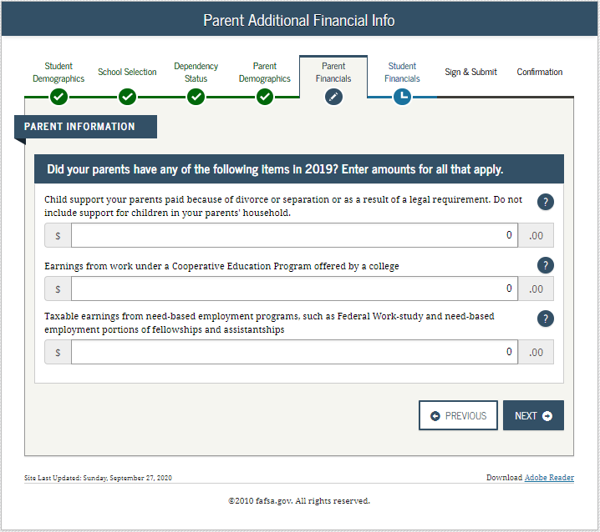 Parent Additional Financial Info
Student Demographics
School Selection
Dependency Status
Parent Demographics
Parent Financials
Student Financials
Sign & Submit
Confirmation
PARENT INFORMATION
Did your parents have any of the following items in 2019? Enter amounts for all that apply.
Child support your parents paid because of divorce or separation or as a result of a legal requirement. Do not
include support for children in your parents' household.
?
$ 0 .00
Earnings from work under a Cooperative Education Program offered by a college
?
$ 0 .00
Taxable earnings from need-based employment programs, such as Federal Work-study and need-based
employment portions of fellowships and assistantships
?
$ 0 .00
PREVIOUS
NEXT
Site Last Updated: Sunday, September 27, 2020
Download Adobe Reader
©2010 fafsa.gov. All rights reserved.